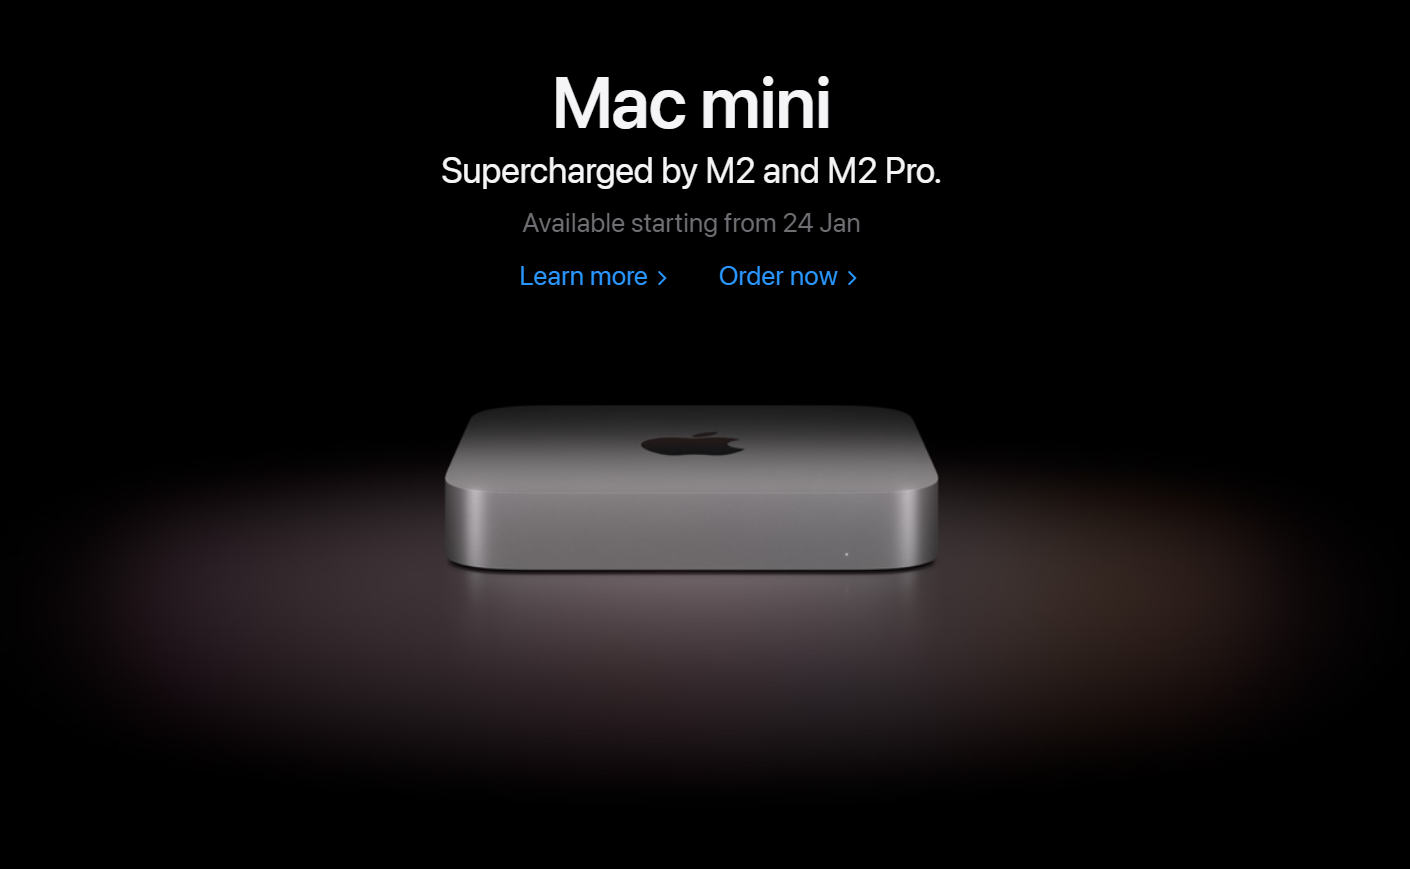 Mac mini
Supercharged by M2 and M2 Pro.
Available starting from 24 Jan
Learn more > Order now >